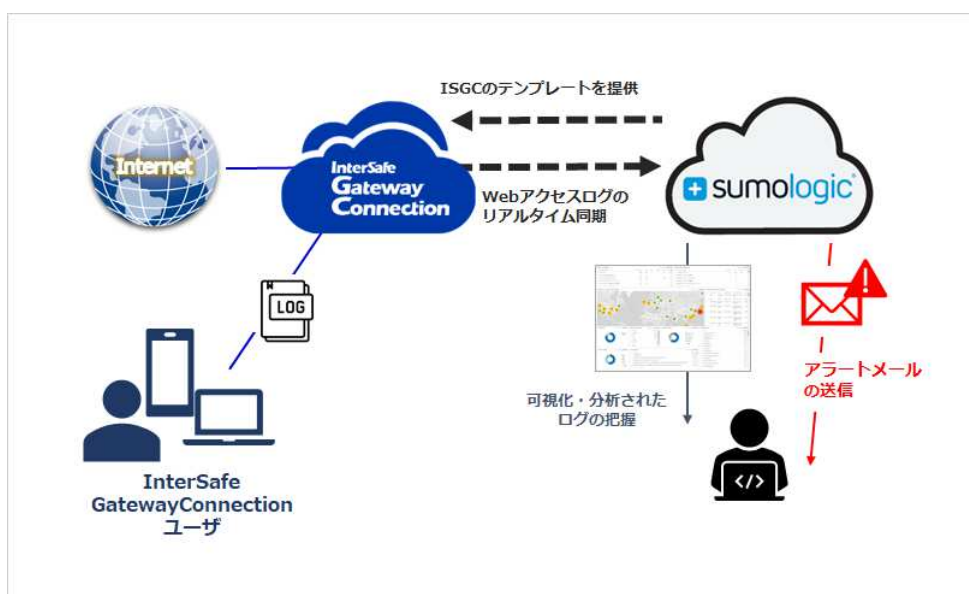 ISGCのテンプレートを提供
Internet
InterSafe
Gateway
Connection
sumologic
Webアクセスログの
リアルタイム同期
LOG
アラートメール
の送信
可視化・分析された
ログの把握
</>
InterSafe
GatewayConnection
ユーザ